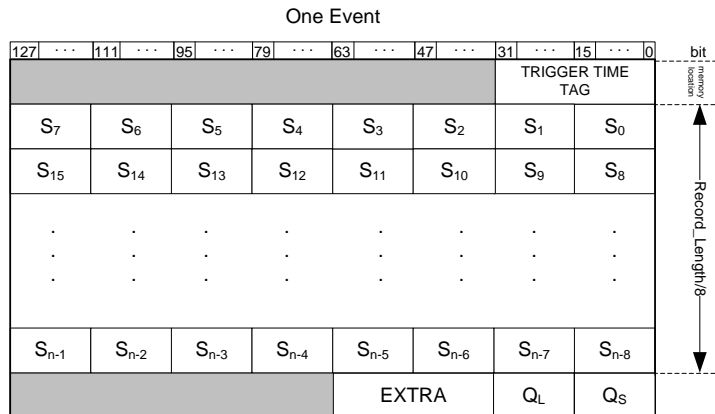 One Event
127 ··· 111 ··· 95 ··· 79 ··· 63 ··· 47 ··· 31 ··· 15 ··· 0 bit
TRIGGER TIME
TAG
memory
location
S7 S6 S5 S4 S3 S2 S1 S0
S15 S14 S13 S12 S11 S10 S9 S8
Record_Length/8
. . . . . . . .
. . . . . . . .
. . . . . . . .
Sn-1 Sn-2 Sn-3 Sn-4 Sn-5 Sn-6 Sn-7 Sn-8
EXTRA QL QS